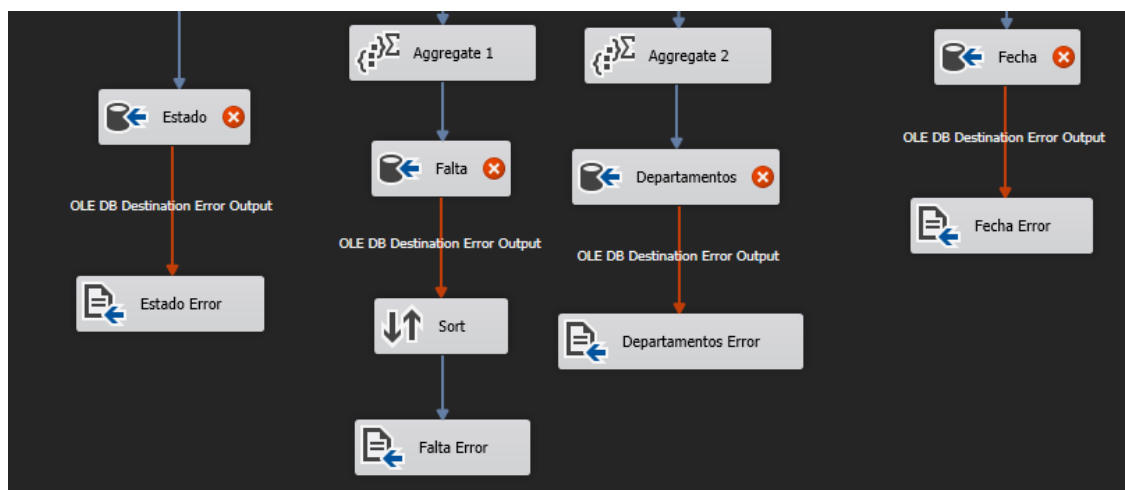 Aggregate 1
Aggregate 2
Fecha
Estado
OLE DB Destination Error Output
Falta
Departamentos
OLE DB Destination Error Output
Fecha Error
OLE DB Destination Error Output
OLE DB Destination Error Output
Estado Error
Sort
Departamentos Error
Falta Error